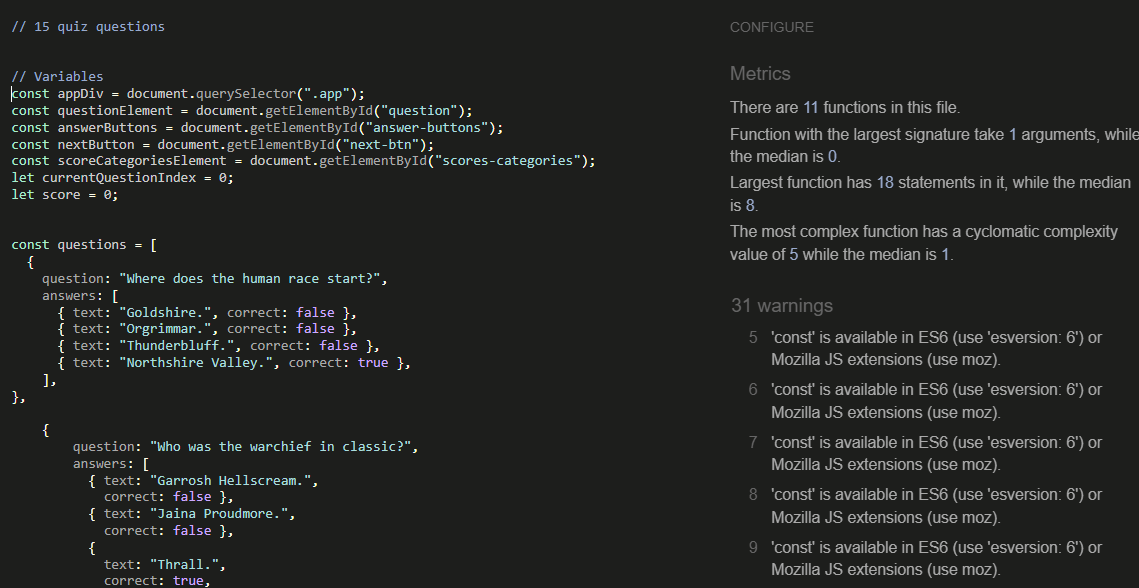 // 15 quiz questions
// Variables
const appDiv = document.querySelector(".app");
const questionElement = document.getElementById("question");
const answerButtons = document.getElementById("answer-buttons");
const nextButton = document.getElementById("next-btn");
const scoreCategoriesElement = document.getElementById("scores-categories");
let currentQuestionIndex = 0;
let score = 0;
const questions = [
{
question: "Where does the human race start?",
answers: [
{ text: "Goldshire.", correct: false },
{ text: "Orgrimmar.", correct: false },
{ text: "Thunderbluff.", correct: false },
{ text: "Northshire Valley.", correct: true },
],
},
{
question: "Who was the warchief in classic?",
answers: [
{ text: "Garrosh Hellscream.",
correct: false },
{ text: "Jaina Proudmore.",
correct: false },
{
text: "Thrall.",
correct: true,
CONFIGURE
Metrics
There are 11 functions in this file.
Function with the largest signature take 1 arguments, while
the median is 0.
Largest function has 18 statements in it, while the median
is 8.
The most complex function has a cyclomatic complexity
value of 5 while the median is 1.
31 warnings
5 'const' is available in ES6 (use 'esversion: 6') or
Mozilla JS extensions (use moz).
6 'const' is available in ES6 (use 'esversion: 6') or
Mozilla JS extensions (use moz).
7 'const' is available in ES6 (use 'esversion: 6') or
Mozilla JS extensions (use moz).
8 'const' is available in ES6 (use 'esversion: 6') or
Mozilla JS extensions (use moz).
9 'const' is available in ES6 (use 'esversion: 6') or
Mozilla JS extensions (use moz).